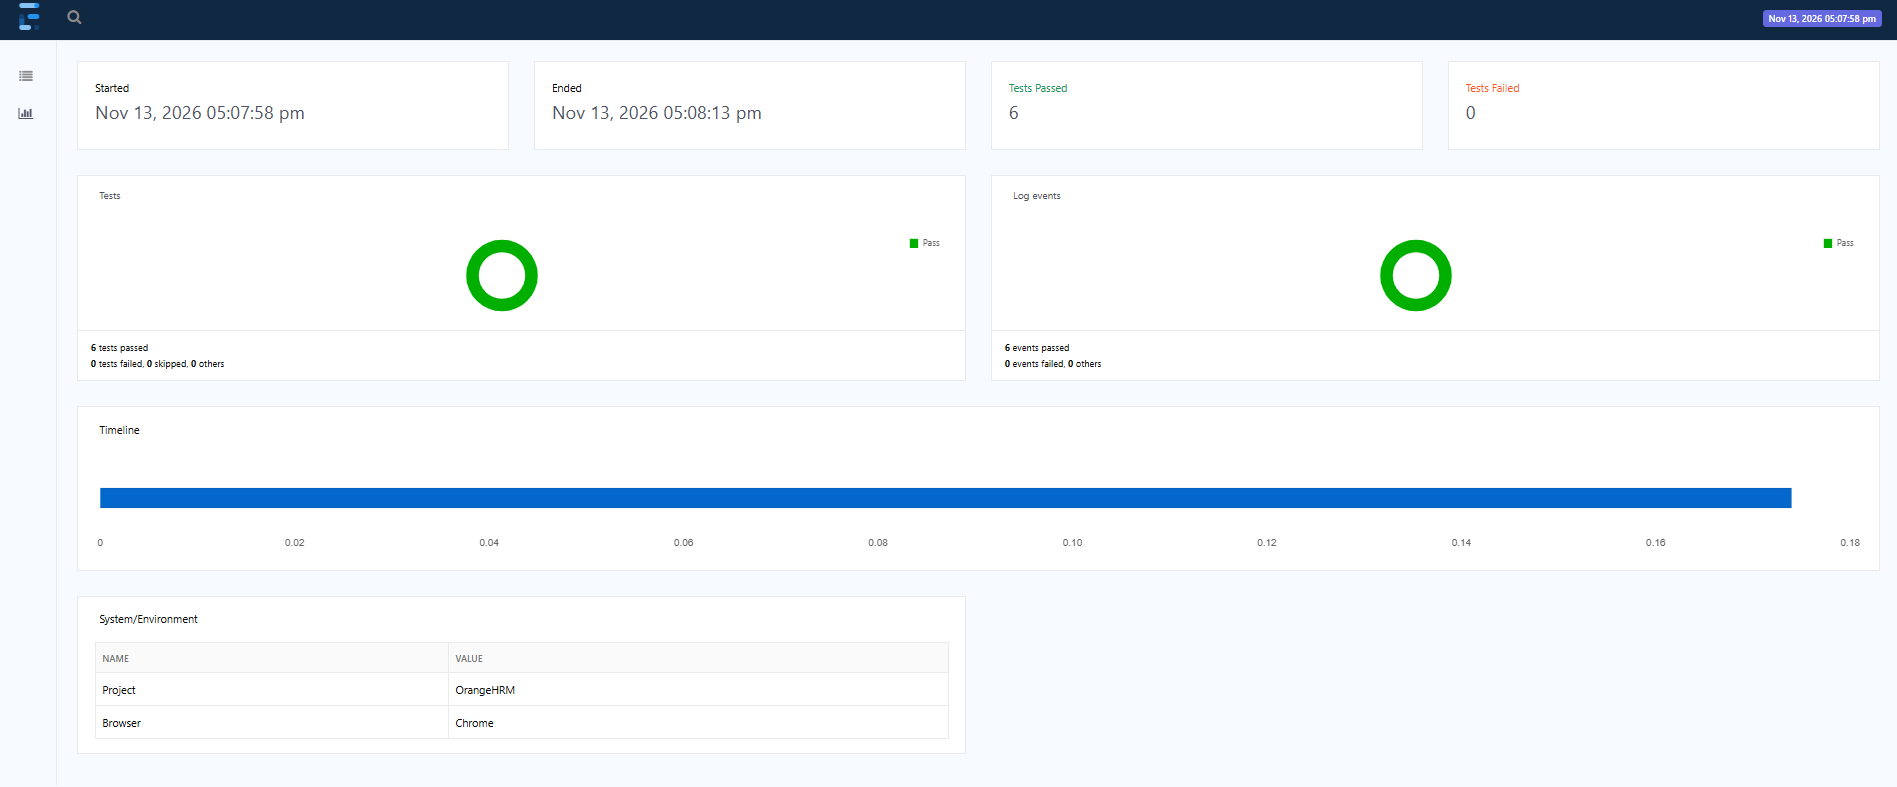 Nov 13, 2026 05:07:58 pm
Started
Nov 13, 2026 05:07:58 pm
Ended
Nov 13, 2026 05:08:13 pm
Tests Passed
6
Tests Failed
0
Tests
Pass
6 tests passed
0 tests failed, 0 skipped, 0 others
Log events
Pass
6 events passed
0 events failed, 0 others
Timeline
0 0.02 0.04 0.06 0.08 0.10 0.12 0.14 0.16 0.18
System/Environment
NAME VALUE
Project OrangeHRM
Browser Chrome